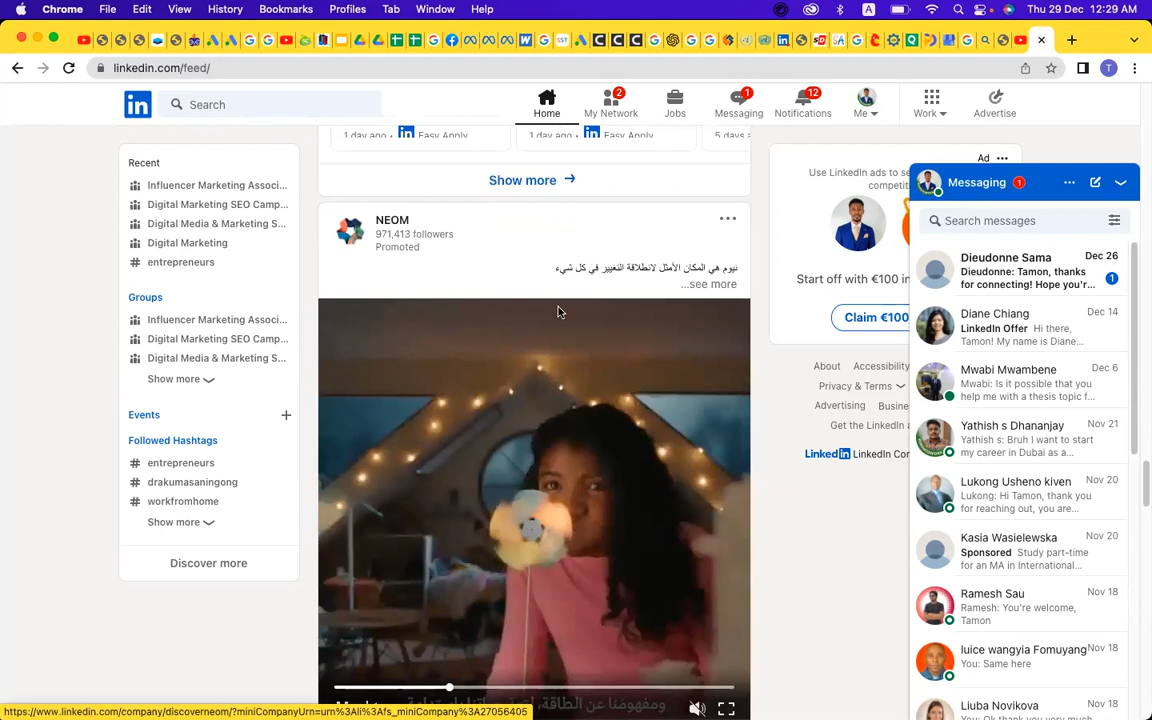 Chrome File Edit View History Bookmarks Profiles Tab Window Help
A
Thu 29 Dec 12:29 AM
linkedin.com/feed/
T
in
Search
2
1
12
Home
My Network
Jobs
Messaging
Notifications
Me
Work
Advertise
Recent
Influencer Marketing Associ...
Digital Marketing SEO Camp...
Digital Media & Marketing S...
Digital Marketing
# entrepreneurs
Groups
Influencer Marketing Associ...
Digital Marketing SEO Camp...
Digital Media & Marketing S...
Show more
Events +
Followed Hashtags
# entrepreneurs
# drakumasaningong
# workfromhome
Show more
Discover more
1 day ago in Easy Apply
1 day ago in Easy Apply
5 days a
Show more →
NEOM
971,413 followers
Promoted
نيوم هي المكان الأمثل لانطلاقة التغيير في كل شيء
...see more
Ad ...
Use LinkedIn ads to se
competit
Start off with €100 in
Claim €100
About Accessibility
Privacy & Terms
Advertising Busine
Get the LinkedIn a
LinkedIn LinkedIn Cor
Messaging 1
Search messages
Dieudonne Sama Dec 26
Dieudonne: Tamon, thanks
for connecting! Hope you'r... 1
Diane Chiang Dec 14
LinkedIn Offer Hi there,
Tamon! My name is Diane...
Mwabi Mwambene Dec 6
Mwabi: Is it possible that you
help me with a thesis topic f...
Yathish s Dhananjay Nov 21
Yathish s: Bruh I want to start
my career in Dubai as a...
Lukong Usheno kiven Nov 20
Lukong: Hi Tamon, thank you
for reaching out, you are...
Kasia Wasielewska Nov 20
Sponsored Study part-time
for an MA in International...
Ramesh Sau Nov 18
Ramesh: You're welcome,
Tamon
luice wangyia Fomuyang Nov 18
You: Same here
Liuba Novikova Nov
https://www.linkedin.com/company/discoverneom/?miniCompanyUrn=urn%3Ali%3Afs_miniCompany%3A27056405